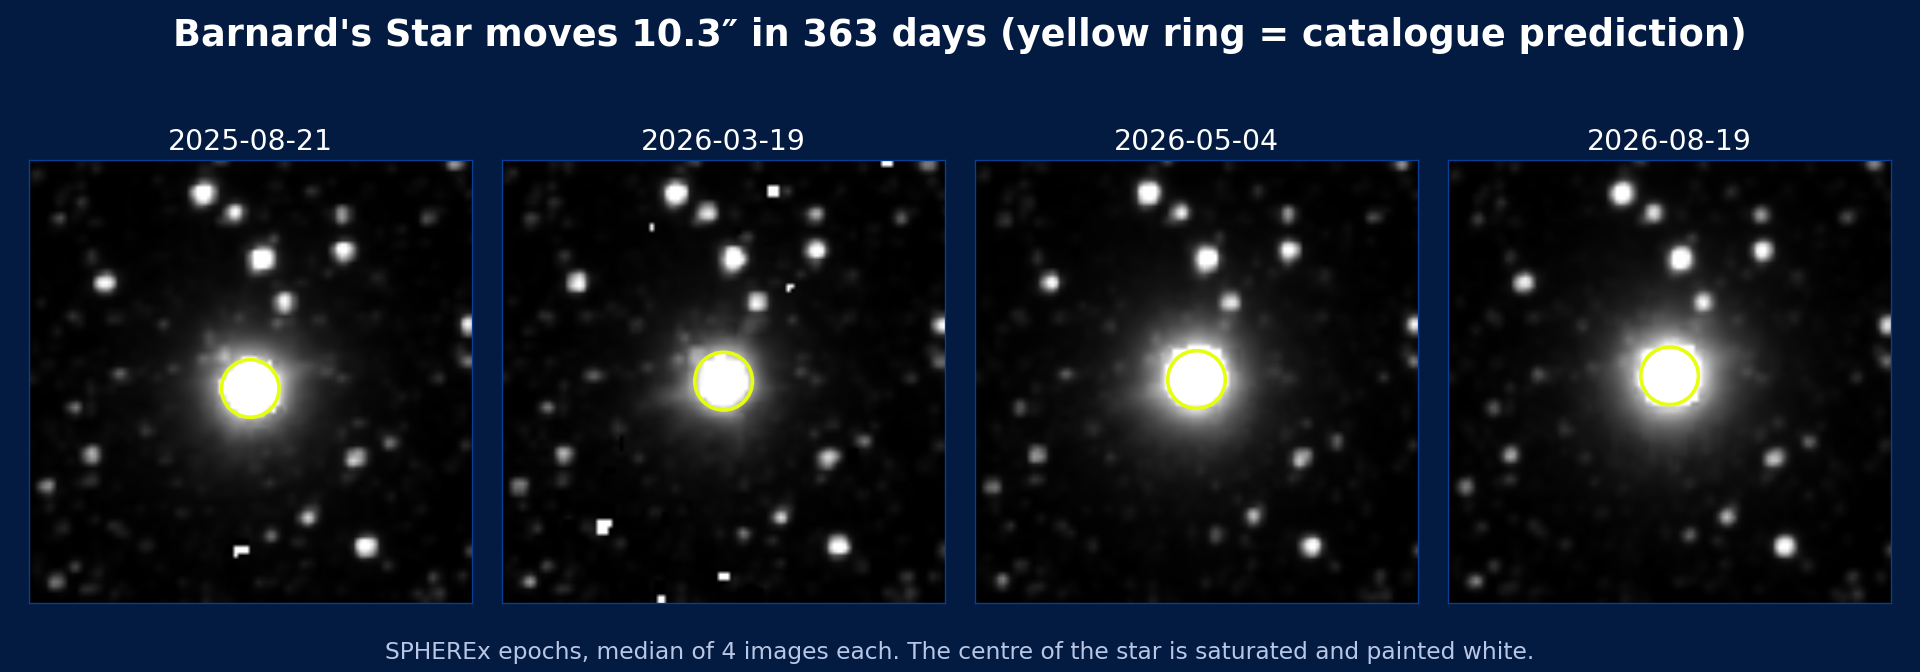 Barnard's Star moves 10.3″ in 363 days (yellow ring = catalogue prediction)
2025-08-21
2026-03-19
2026-05-04
2026-08-19
SPHEREx epochs, median of 4 images each. The centre of the star is saturated and painted white.